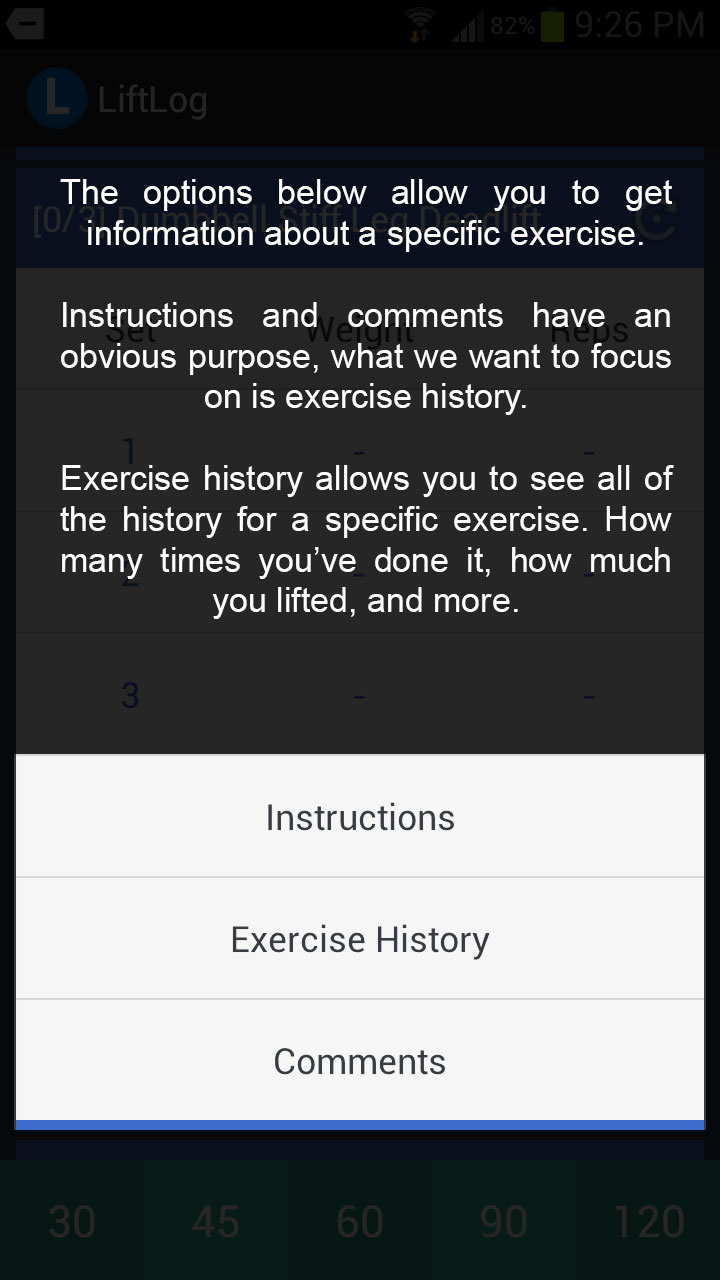 82% 9:26 PM
L LiftLog
The options below allow you to get
[0/3] Dumbbell Stiff Leg Deadlift
information about a specific exercise.
Instructions and comments have an
Set Weight Reps
obvious purpose, what we want to focus
on is exercise history.
1 - -
Exercise history allows you to see all of
the history for a specific exercise. How
many times you’ve done it, how much
2 - -
you lifted, and more.
3 - -
Instructions
Exercise History
Comments
30 45 60 90 120